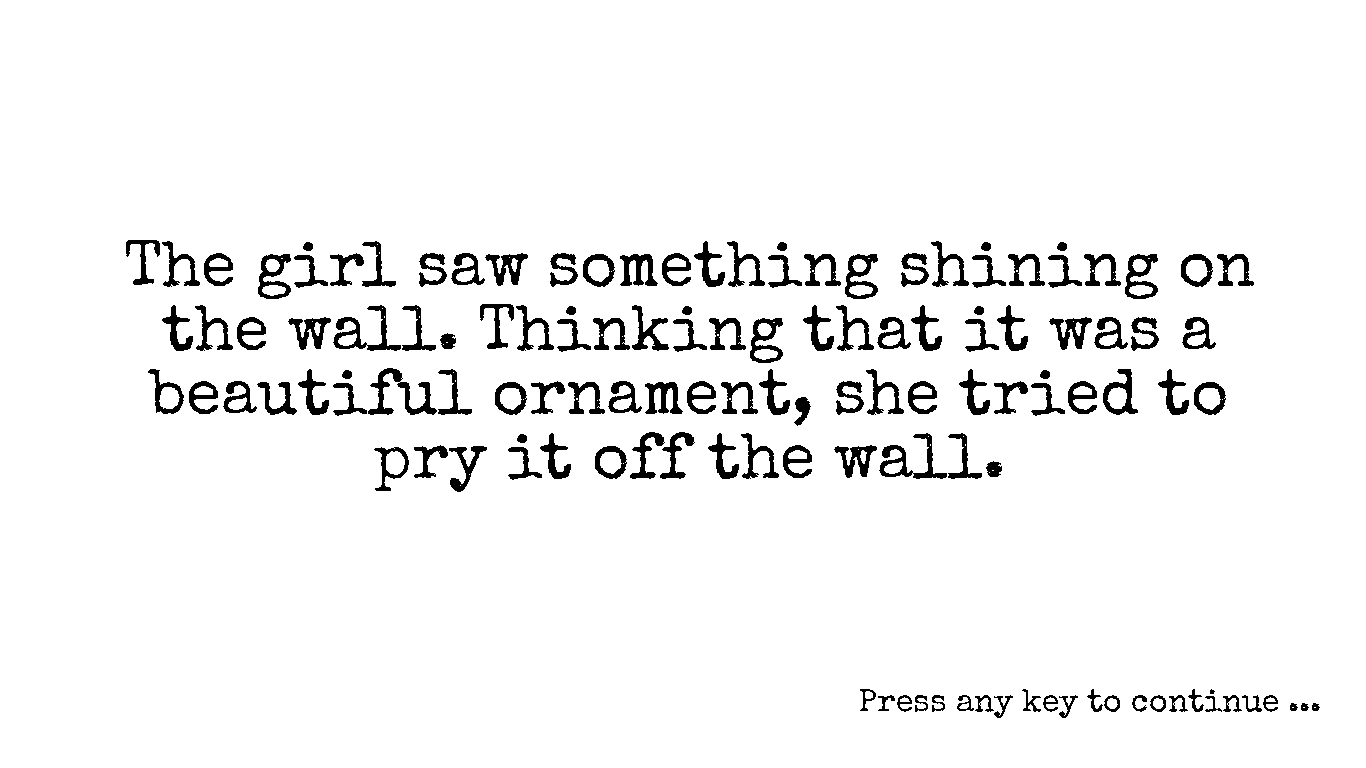 The girl saw something shining on
the wall. Thinking that it was a
beautiful ornament, she tried to
pry it off the wall.
Press any key to continue ...